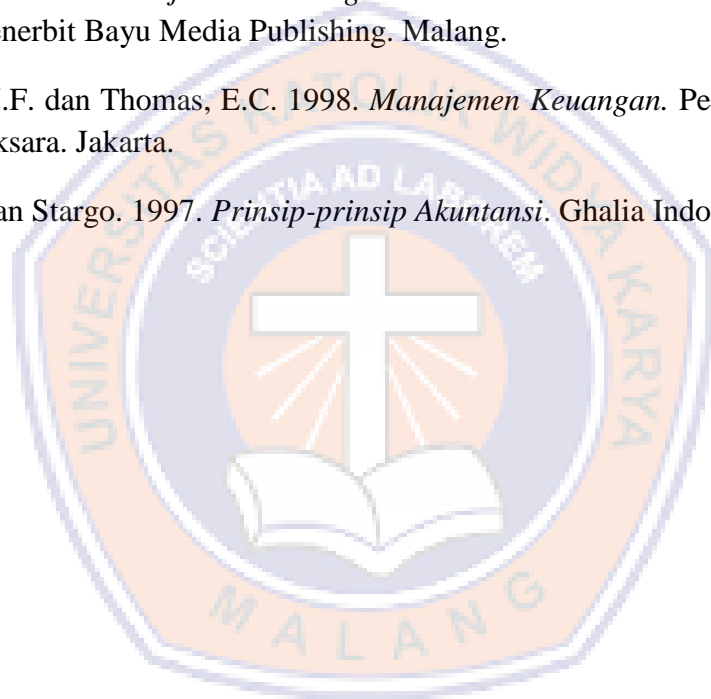 enerbit Bayu Media Publishing. Malang.
.F. dan Thomas, E.C. 1998. Manajemen Keuangan. Pe
ksara. Jakarta.
an Stargo. 1997. Prinsip-prinsip Akuntansi. Ghalia Indo
UNIVERSITAS KATOLIK WIDYA KARYA
SCIENTIA AD LABOREM
MALANG